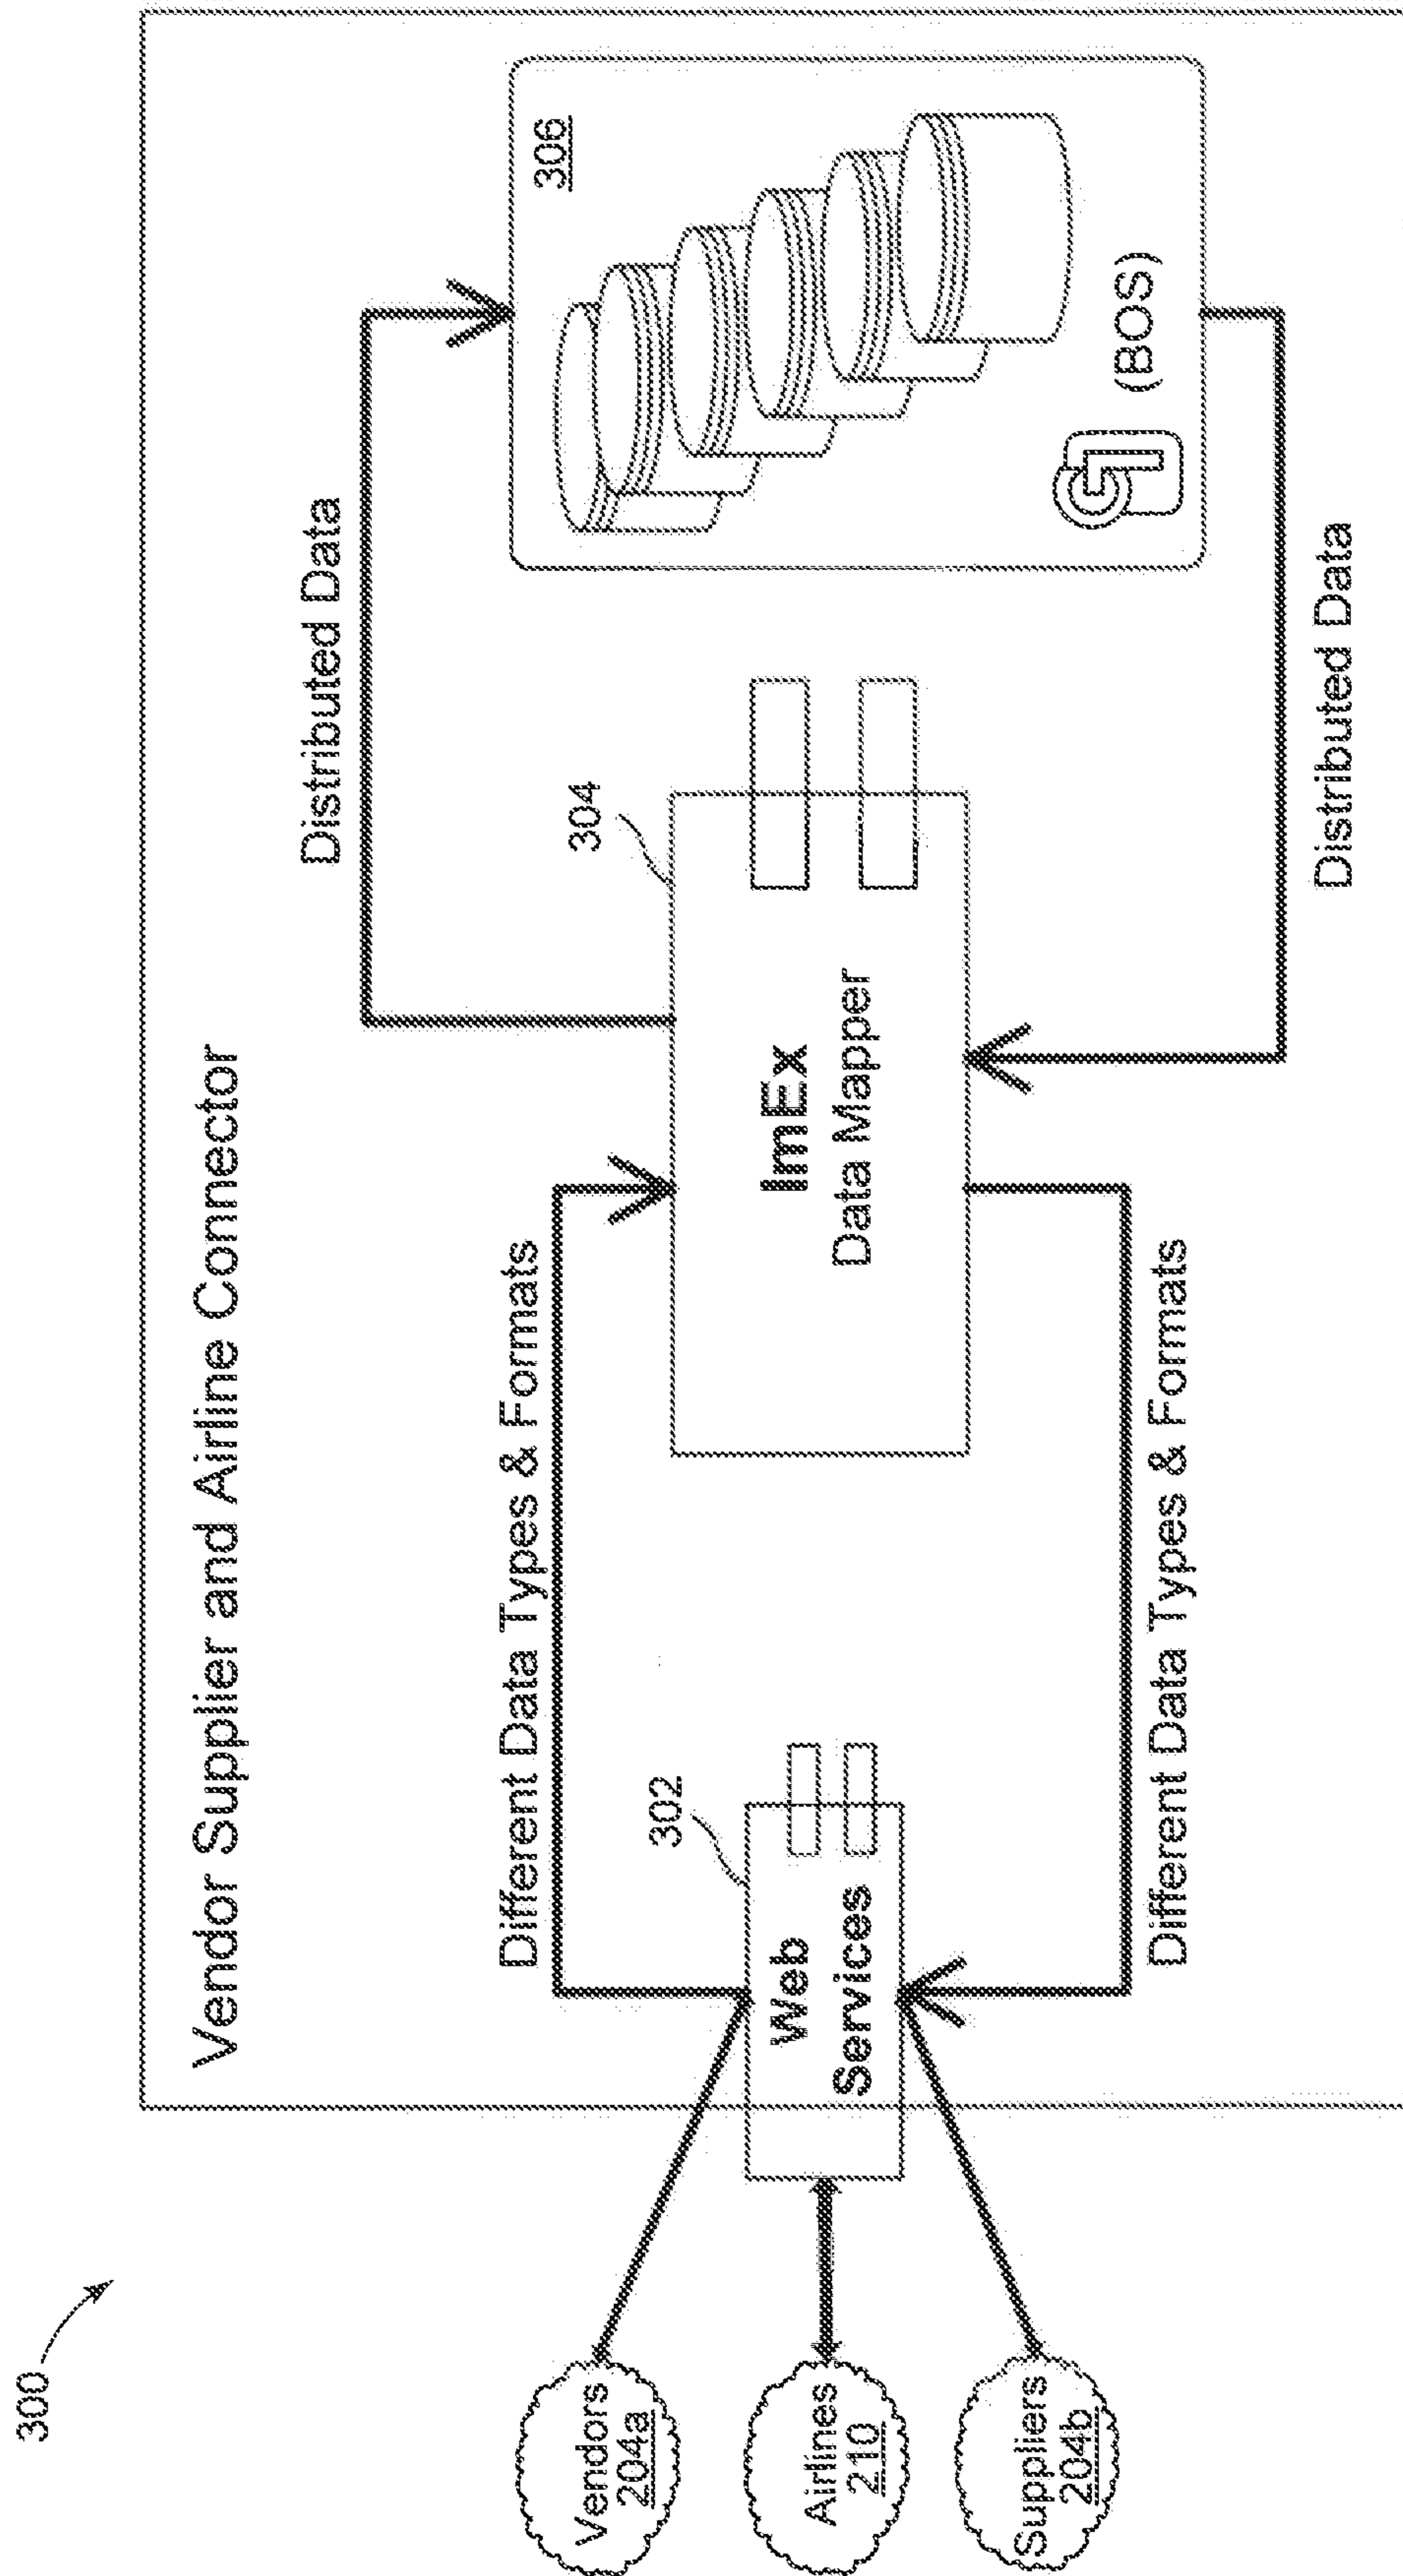 300
Vendor Supplier and Airline Connector
Distributed Data
Different Data Types & Formats
306
304
302
Vendors
204a
Web
Services
ImEx
Data Mapper
Airlines
210
(BOS)
Suppliers
204b
Different Data Types & Formats
Distributed Data